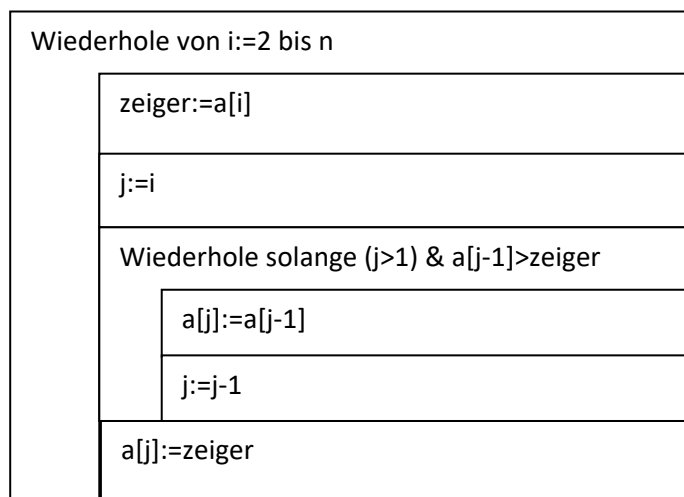 Wiederhole von i:=2 bis n
zeiger:=a[i]
j:=i
Wiederhole solange (j>1) & a[j-1]>zeiger
a[j]:=a[j-1]
j:=j-1
a[j]:=zeiger